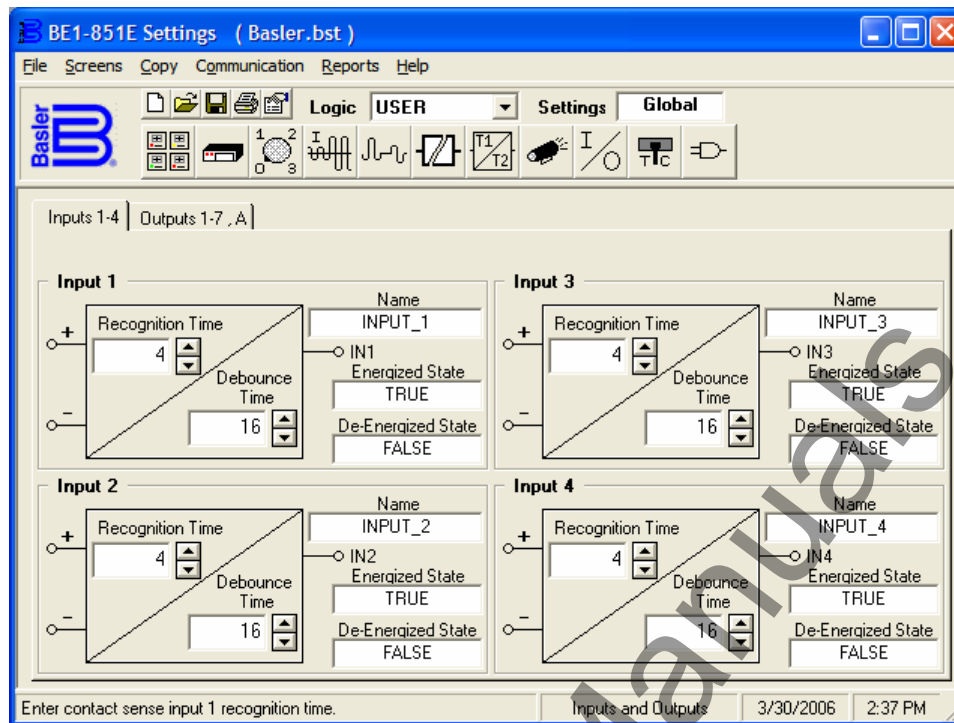 BE1-851E Settings ( Basler.bst )
File Screens Copy Communication Reports Help
Basler
Logic USER Settings Global
1 2 0 3
I
T1 T2
I/O
T C
Inputs 1-4 Outputs 1-7 , A
Input 1
Recognition Time
4
Debounce Time
16
Name
INPUT_1
IN1
Energized State
TRUE
De-Energized State
FALSE
Input 3
Recognition Time
4
Debounce Time
16
Name
INPUT_3
IN3
Energized State
TRUE
De-Energized State
FALSE
Input 2
Recognition Time
4
Debounce Time
16
Name
INPUT_2
IN2
Energized State
TRUE
De-Energized State
FALSE
Input 4
Recognition Time
4
Debounce Time
16
Name
INPUT_4
IN4
Energized State
TRUE
De-Energized State
FALSE
Enter contact sense input 1 recognition time. Inputs and Outputs 3/30/2006 2:37 PM
Manuals